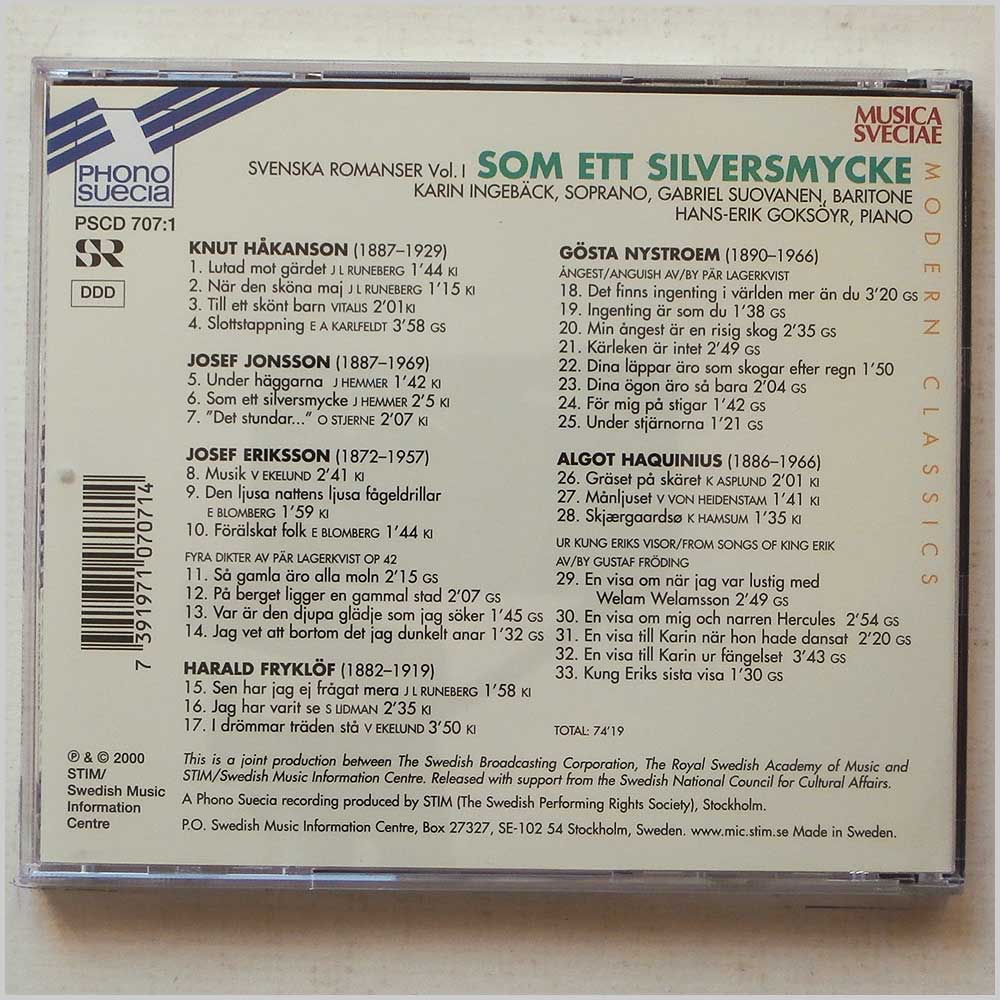 PHONO
SUECIA
PSCD 707:1
SR
DDD
MUSICA
SVECIAE
MODERN CLASSICS
SVENSKA ROMANSER Vol. I SOM ETT SILVERSMYCKE
KARIN INGEBÄCK, SOPRANO, GABRIEL SUOVANEN, BARITONE
HANS-ERIK GOKSÖYR, PIANO
KNUT HÅKANSON (1887–1929)
1. Lutad mot gärdet J L RUNEBERG 1'44 KI
2. När den sköna maj J L RUNEBERG 1'15 KI
3. Till ett skönt barn VITALIS 2'01 KI
4. Slottstappning E A KARLFELDT 3'58 GS
JOSEF JONSSON (1887–1969)
5. Under häggarna J HEMMER 1'42 KI
6. Som ett silversmycke J HEMMER 2'5 KI
7. "Det stundar..." O STJERNE 2'07 KI
JOSEF ERIKSSON (1872–1957)
8. Musik V EKELUND 2'41 KI
9. Den ljusa nattens ljusa fågeldrillar
E BLOMBERG 1'59 KI
10. Förälskat folk E BLOMBERG 1'44 KI
FYRA DIKTER AV PÄR LAGERKVIST OP 42
11. Så gamla äro alla moln 2'15 GS
12. På berget ligger en gammal stad 2'07 GS
13. Var är den djupa glädje som jag söker 1'45 GS
14. Jag vet att bortom det jag dunkelt anar 1'32 GS
HARALD FRYKLÖF (1882–1919)
15. Sen har jag ej frågat mera J L RUNEBERG 1'58 KI
16. Jag har varit se S LIDMAN 2'35 KI
17. I drömmar träden stå V EKELUND 3'50 KI
GÖSTA NYSTROEM (1890–1966)
ÅNGEST/ANGUISH AV/BY PÄR LAGERKVIST
18. Det finns ingenting i världen mer än du 3'20 GS
19. Ingenting är som du 1'38 GS
20. Min ångest är en risig skog 2'35 GS
21. Kärleken är intet 2'49 GS
22. Dina läppar äro som skogar efter regn 1'50
23. Dina ögon äro så bara 2'04 GS
24. För mig på stigar 1'42 GS
25. Under stjärnorna 1'21 GS
ALGOT HAQUINIUS (1886–1966)
26. Gräset på skäret K ASPLUND 2'01 KI
27. Månljuset V VON HEIDENSTAM 1'41 KI
28. Skjærgaardsø K HAMSUM 1'35 KI
UR KUNG ERIKS VISOR/FROM SONGS OF KING ERIK
AV/BY GUSTAF FRÖDING
29. En visa om när jag var lustig med
Welam Welamsson 2'49 GS
30. En visa om mig och narren Hercules 2'54 GS
31. En visa till Karin när hon hade dansat 2'20 GS
32. En visa till Karin ur fängelset 3'43 GS
33. Kung Eriks sista visa 1'30 GS
TOTAL: 74'19
7 391971 070714
℗ & © 2000
STIM/
Swedish Music
Information
Centre
This is a joint production between The Swedish Broadcasting Corporation, The Royal Swedish Academy of Music and
STIM/Swedish Music Information Centre. Released with support from the Swedish National Council for Cultural Affairs.
A Phono Suecia recording produced by STIM (The Swedish Performing Rights Society), Stockholm.
P.O. Swedish Music Information Centre, Box 27327, SE-102 54 Stockholm, Sweden. www.mic.stim.se Made in Sweden.